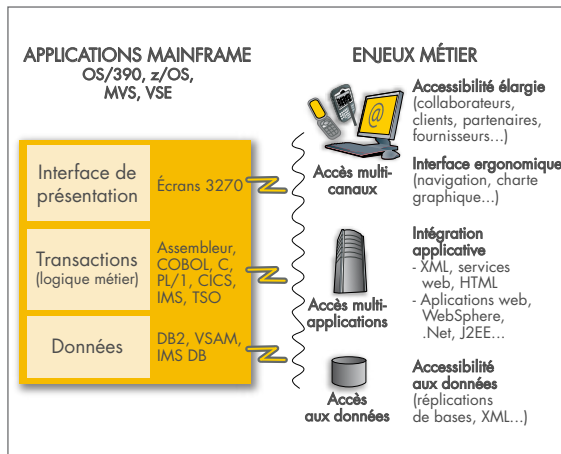 APPLICATIONS MAINFRAME
OS/390, z/OS,
MVS, VSE
Interface de
présentation
Écrans 3270
Transactions
(logique métier)
Assembleur,
COBOL, C,
PL/1, CICS,
IMS, TSO
Données
DB2, VSAM,
IMS DB
ENJEUX MÉTIER
@
Accès multi-
canaux
Accessibilité élargie
(collaborateurs,
clients, partenaires,
fournisseurs...)
Interface ergonomique
(navigation, charte
graphique...)
Accès multi-
applications
Intégration
applicative
- XML, services
web, HTML
- Aplications web,
WebSphere,
.Net, J2EE...
Accès
aux données
Accessibilité
aux données
(réplications
de bases, XML...)